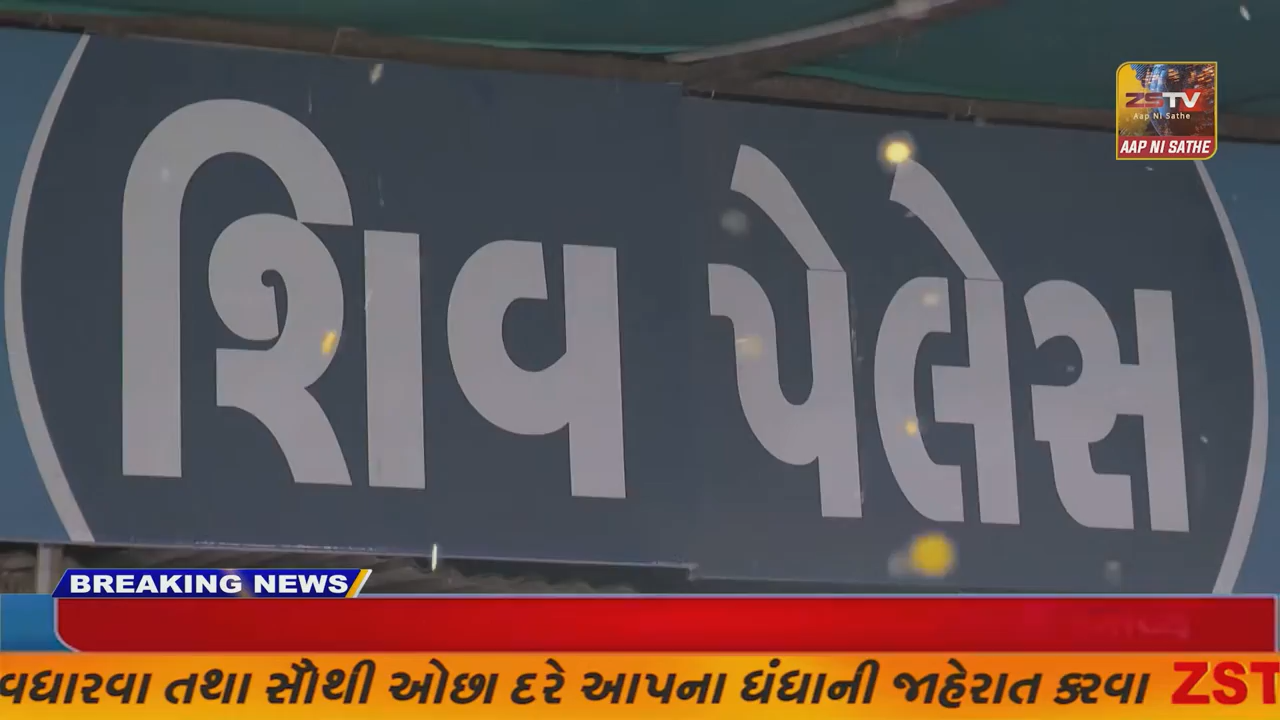 ZSTV
Aap Ni Sathe
AAP NI SATHE
શિવ પેલેસ
BREAKING NEWS
વધારવા તથા સૌથી ઓછા દરે આપના ધંધાની જાહેરાત કરવા ZST